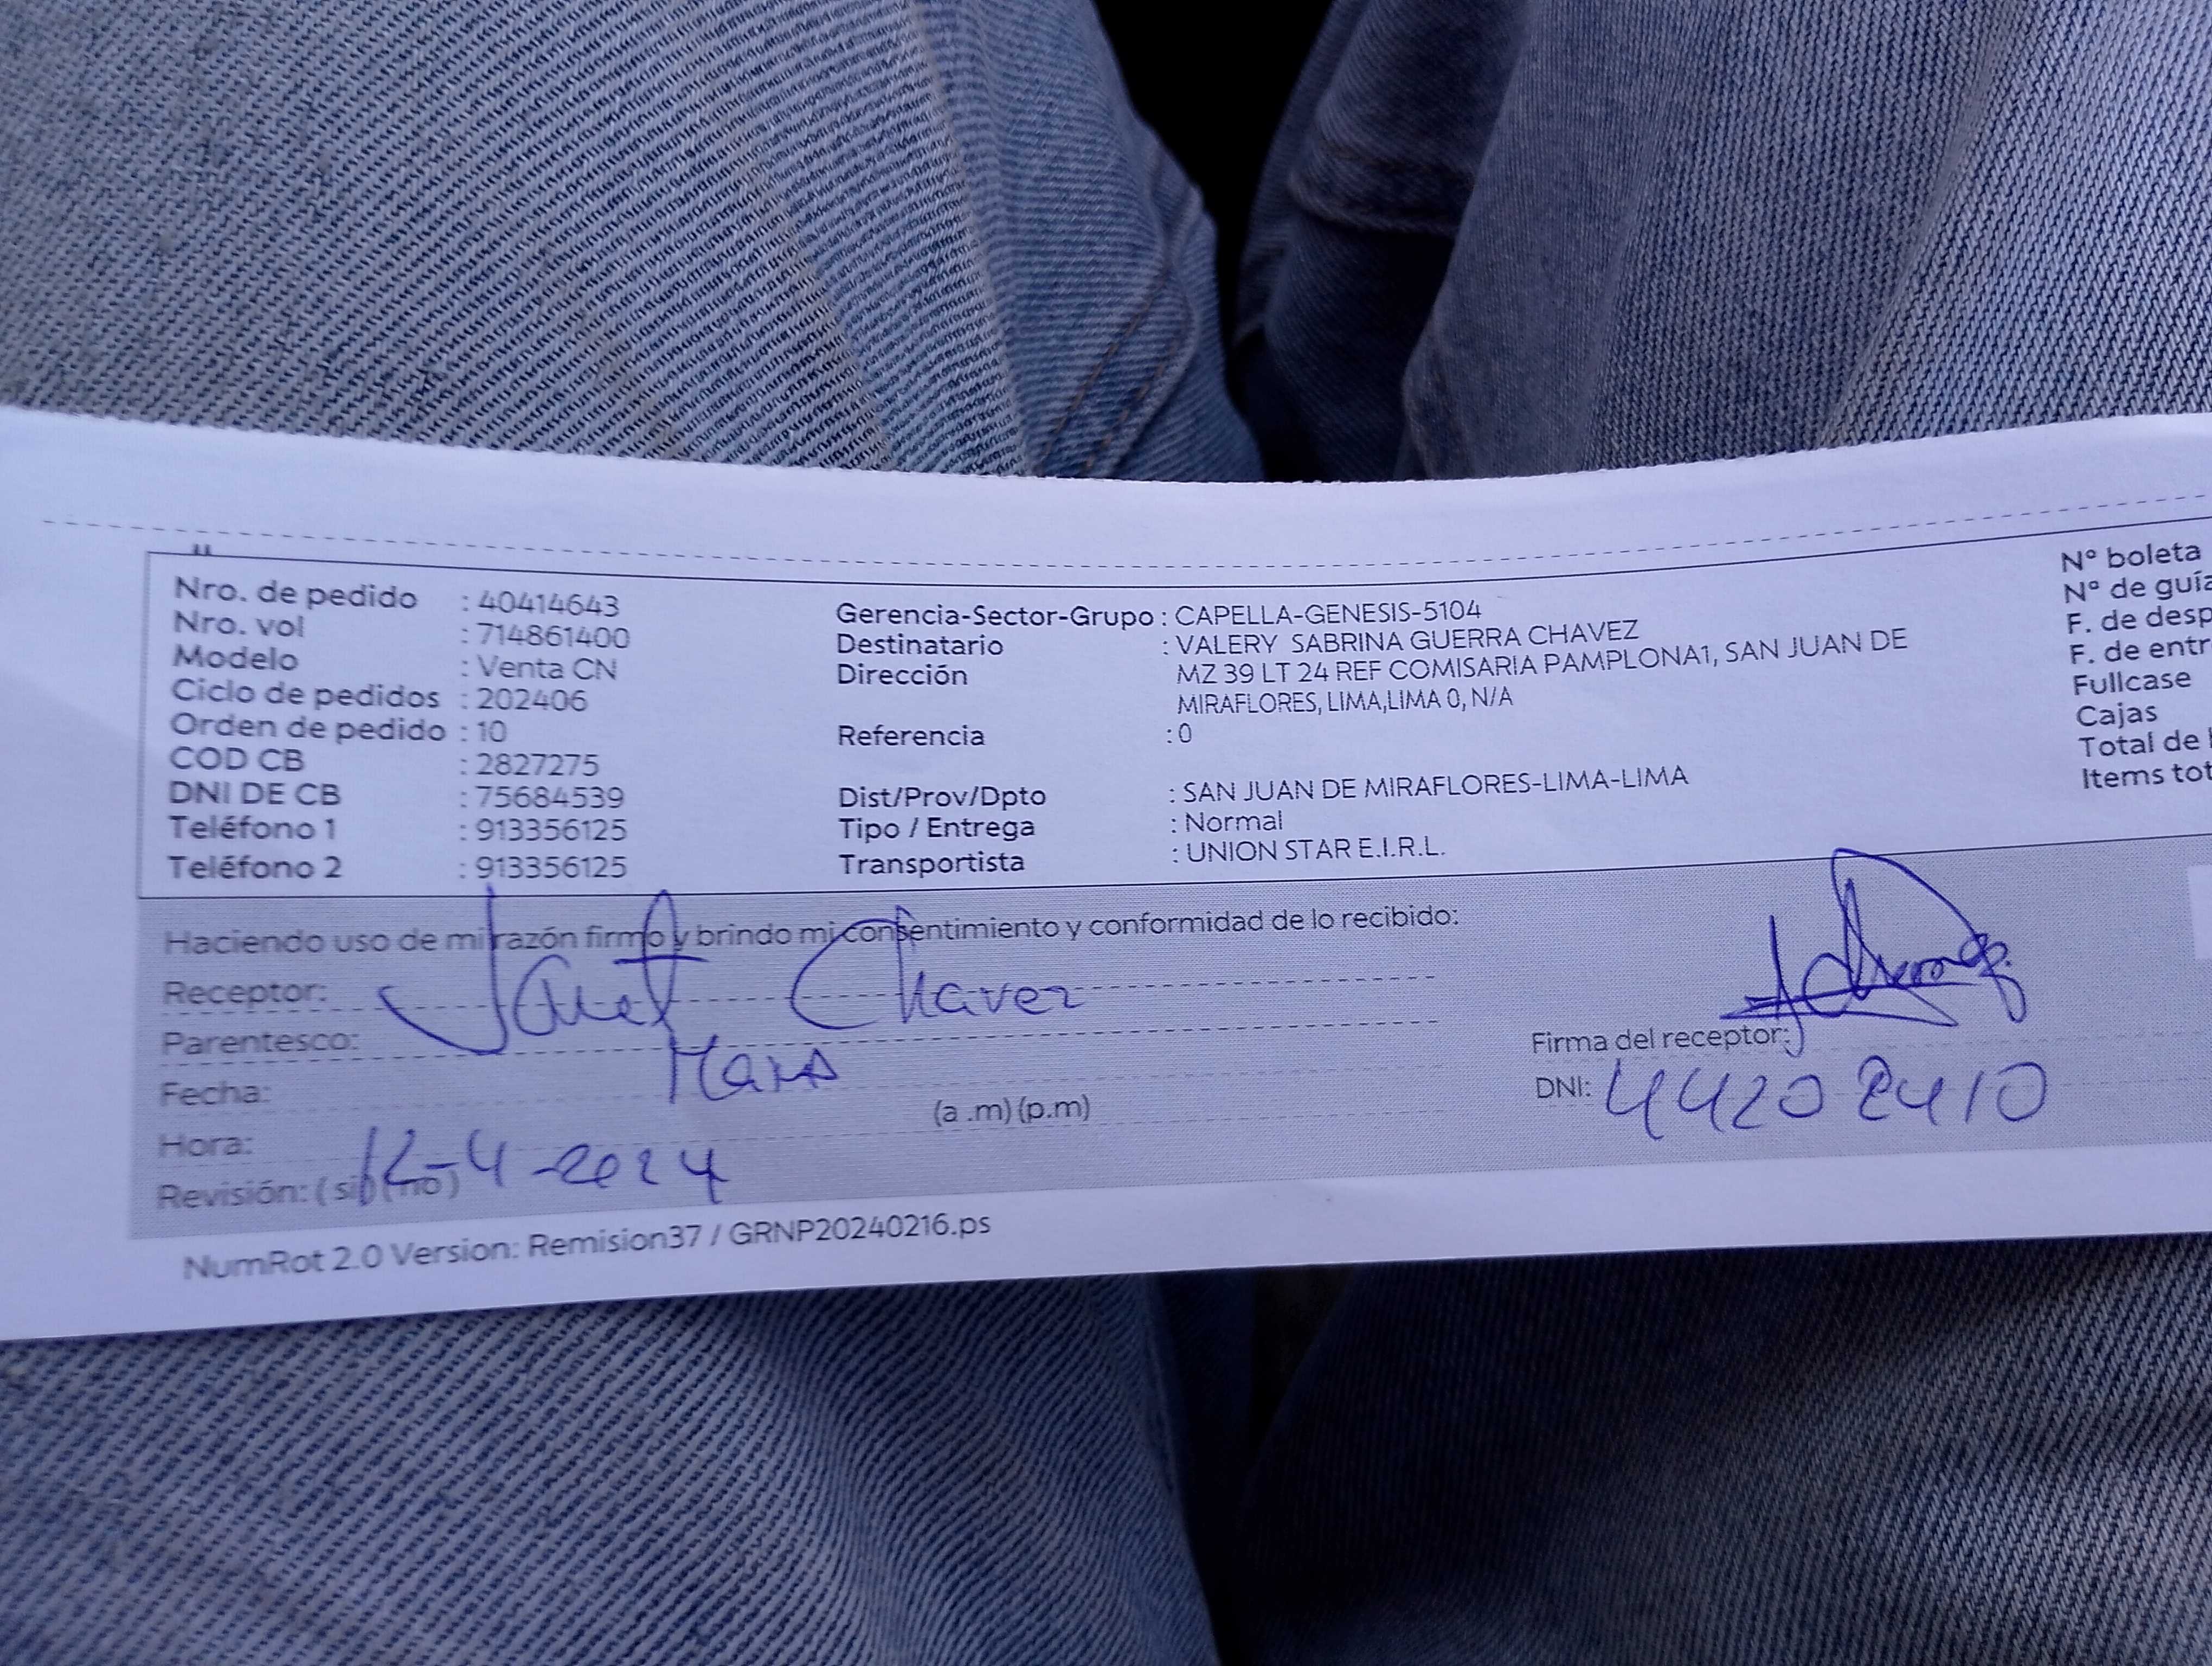 Nro. de pedido : 40414643
Nro. vol : 714861400
Modelo : Venta CN
Ciclo de pedidos : 202406
Orden de pedido : 10
COD CB : 2827275
DNI DE CB : 75684539
Teléfono 1 : 913356125
Teléfono 2 : 913356125
Gerencia-Sector-Grupo : CAPELLA-GENESIS-5104
Destinatario : VALERY SABRINA GUERRA CHAVEZ
Dirección MZ 39 LT 24 REF COMISARIA PAMPLONA1, SAN JUAN DE
MIRAFLORES, LIMA,LIMA 0, N/A
Referencia : 0
Dist/Prov/Dpto : SAN JUAN DE MIRAFLORES-LIMA-LIMA
Tipo / Entrega : Normal
Transportista : UNION STAR E.I.R.L.
N° boleta
N° de guía
F. de desp
F. de entr
Fullcase
Cajas
Total de
Items tot
Haciendo uso de mi razón firmo y brindo mi consentimiento y conformidad de lo recibido:
Receptor: Janet Chavez
Parentesco: Mama
Fecha:
Hora: (a .m) (p.m)
12-4-2024
Revisión: ( si) ( no )
Firma del receptor:
DNI: 44202410
NumRot 2.0 Version: Remision37 / GRNP20240216.ps